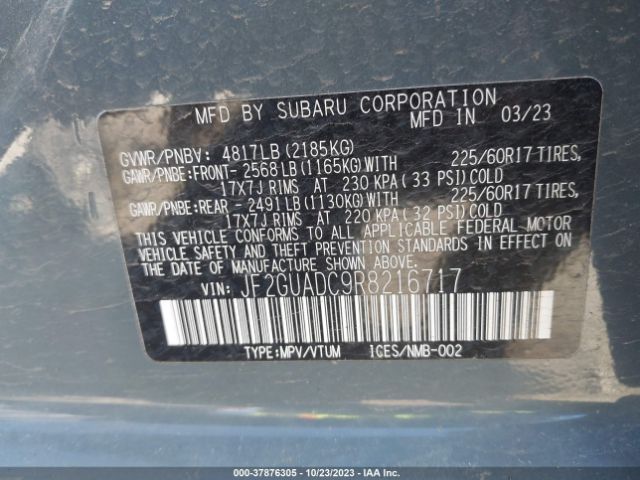 MFD BY SUBARU CORPORATION
MFD IN 03/23
GVWR/PNBV: 4817LB (2185KG)
GAWR/PNBE:FRONT- 2568 LB (1165KG) WITH 225/60R17 TIRES,
17X7J RIMS AT 230 KPA ( 33 PSI) COLD
GAWR/PNBE:REAR - 2491 LB (1130KG) WITH 225/60R17 TIRES,
17X7J RIMS AT 220 KPA ( 32 PSI) COLD
THIS VEHICLE CONFORMS TO ALL APPLICABLE FEDERAL MOTOR
VEHICLE SAFETY AND THEFT PREVENTION STANDARDS IN EFFECT ON
THE DATE OF MANUFACTURE SHOWN ABOVE.
VIN: JF2GUADC9R8216717
TYPE:MPV/VTUM ICES/NMB-002
000-37876305 - 10/23/2023 - COPART / IAA